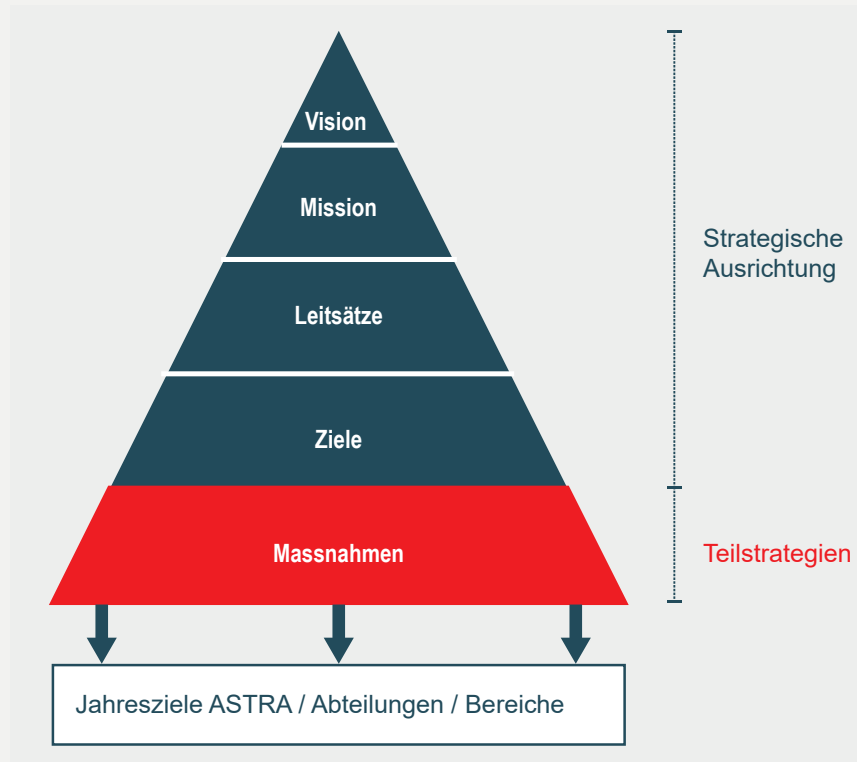 Vision
Mission
Strategische
Ausrichtung
Leitsätze
Ziele
Massnahmen
Teilstrategien
Jahresziele ASTRA / Abteilungen / Bereiche